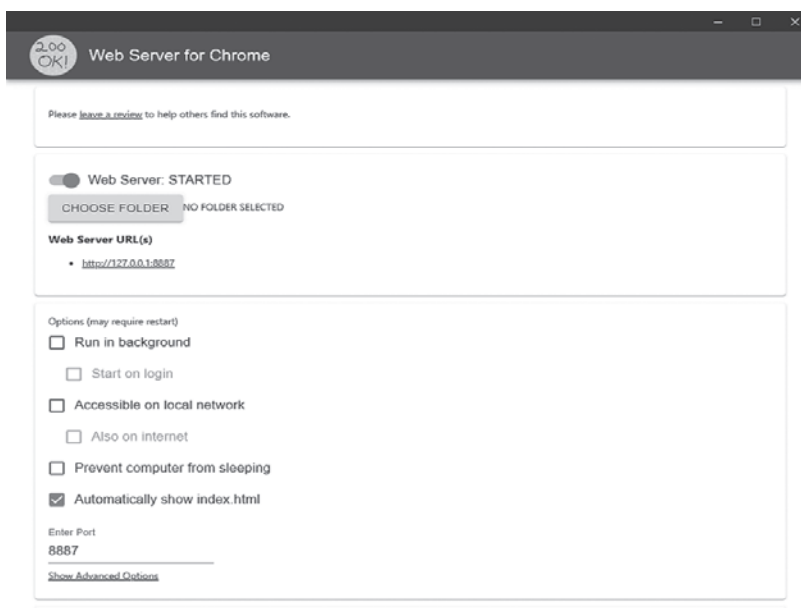 200
OK!
Web Server for Chrome
Please leave a review to help others find this software.
Web Server: STARTED
CHOOSE FOLDER NO FOLDER SELECTED
Web Server URL(s)
• http://127.0.0.1:8887
Options (may require restart)
Run in background
Start on login
Accessible on local network
Also on internet
Prevent computer from sleeping
Automatically show index.html
Enter Port
8887
Show Advanced Options